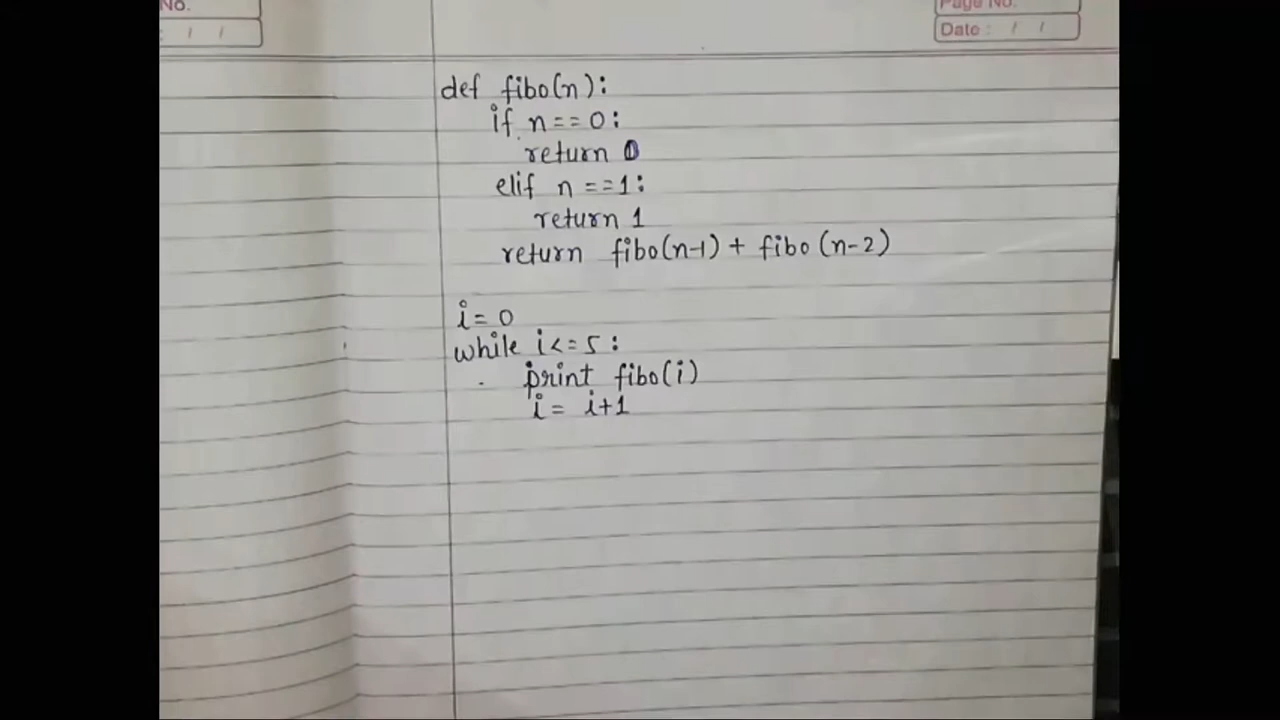 No.
: / /
Page No.
Date : / /
def fibo(n):
if n == 0:
return 0
elif n ==1:
return 1
return fibo(n-1) + fibo (n-2)
i= 0
while i<= 5 :
print fibo(i)
i= i+1